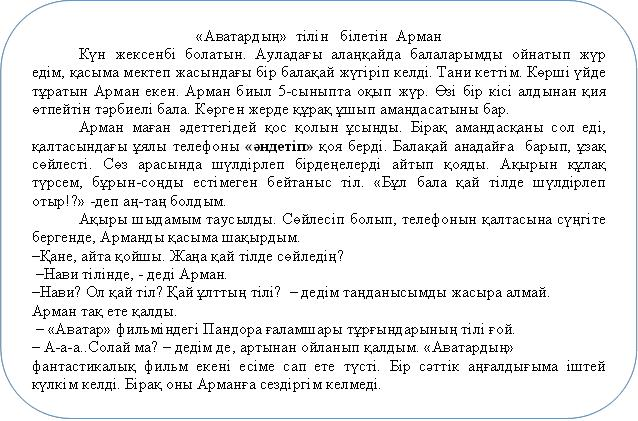 «Аватардың» тілін білетін Арман
Күн жексенбі болатын. Ауладағы алаңқайда балаларымды ойнатып жүр
едім, қасыма мектеп жасындағы бір балақай жүгіріп келді. Тани кеттім. Көрші үйде
тұратын Арман екен. Арман биыл 5-сыныпта оқып жүр. Өзі бір кісі алдынан қия
өтпейтін тәрбиелі бала. Көрген жерде құрақ ұшып амандасатыны бар.
Арман маған әдеттегідей қос қолын ұсынды. Бірақ амандасқаны сол еді,
қалтасындағы ұялы телефоны «әндетіп» қоя берді. Балақай анадайға барып, ұзақ
сөйлесті. Сөз арасында шүлдірлеп бірдеңелерді айтып қояды. Ақырын құлақ
түрсем, бұрын-соңды естімеген бейтаныс тіл. «Бұл бала қай тілде шүлдірлеп
отыр!?» -деп аң-таң болдым.
Ақыры шыдамым таусылды. Сөйлесіп болып, телефонын қалтасына сүңгіте
бергенде, Арманды қасыма шақырдым.
–Қане, айта қойшы. Жаңа қай тілде сөйледің?
–Нави тілінде, - деді Арман.
–Нави? Ол қай тіл? Қай ұлттың тілі? – дедім таңданысымды жасыра алмай.
Арман тақ ете қалды.
– «Аватар» фильміндегі Пандора ғаламшары тұрғындарының тілі ғой.
– А-а-а..Солай ма? – дедім де, артынан ойланып қалдым. «Аватардың»
фантастикалық фильм екені есіме сап ете түсті. Бір сәттік аңғалдығыма іштей
күлкім келді. Бірақ оны Арманға сездіргім келмеді.